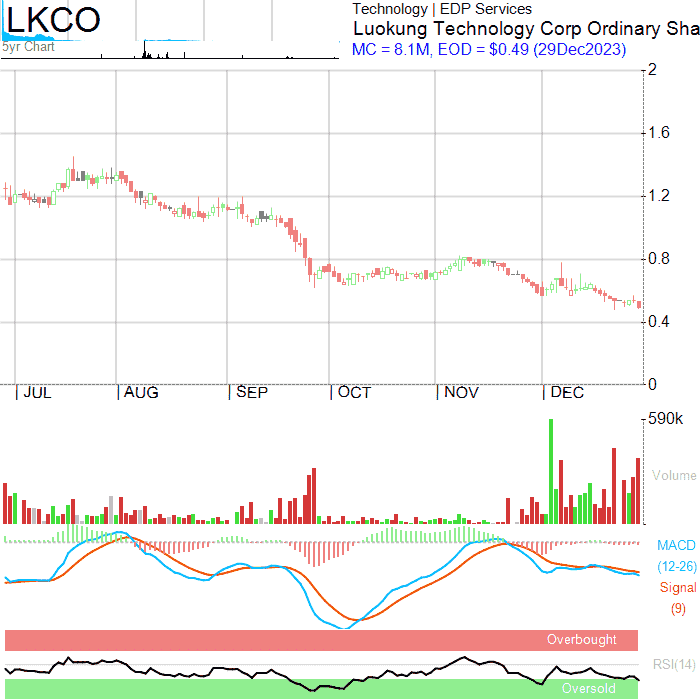 LKCO
5yr Chart
Technology | EDP Services
Luokung Technology Corp Ordinary Sha
MC = 8.1M, EOD = $0.49 (29Dec2023)
2
1.6
1.2
0.8
0.4
0
| JUL | AUG | SEP | OCT | NOV | DEC
590k
Volume
MACD
(12-26)
Signal
(9)
Overbought
RSI(14)
Oversold